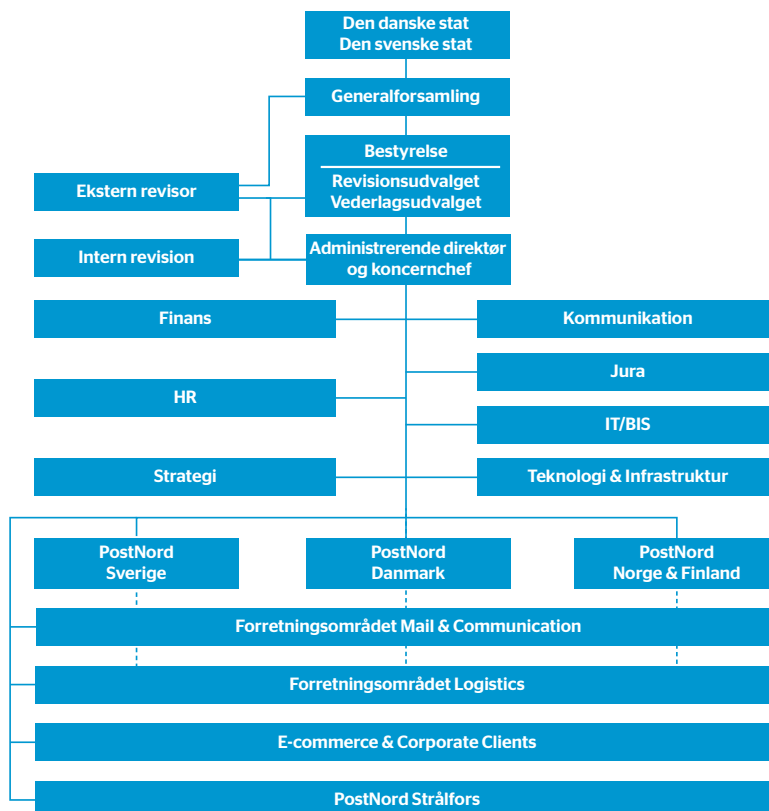 Den danske stat
Den svenske stat
Generalforsamling
Bestyrelse
Revisionsudvalget
Vederlagsudvalget
Ekstern revisor
Intern revision
Administrerende direktør
og koncernchef
Finans
Kommunikation
Jura
HR
IT/BIS
Strategi
Teknologi & Infrastruktur
PostNord
Sverige
PostNord
Danmark
PostNord
Norge & Finland
Forretningsområdet Mail & Communication
Forretningsområdet Logistics
E-commerce & Corporate Clients
PostNord Strålfors